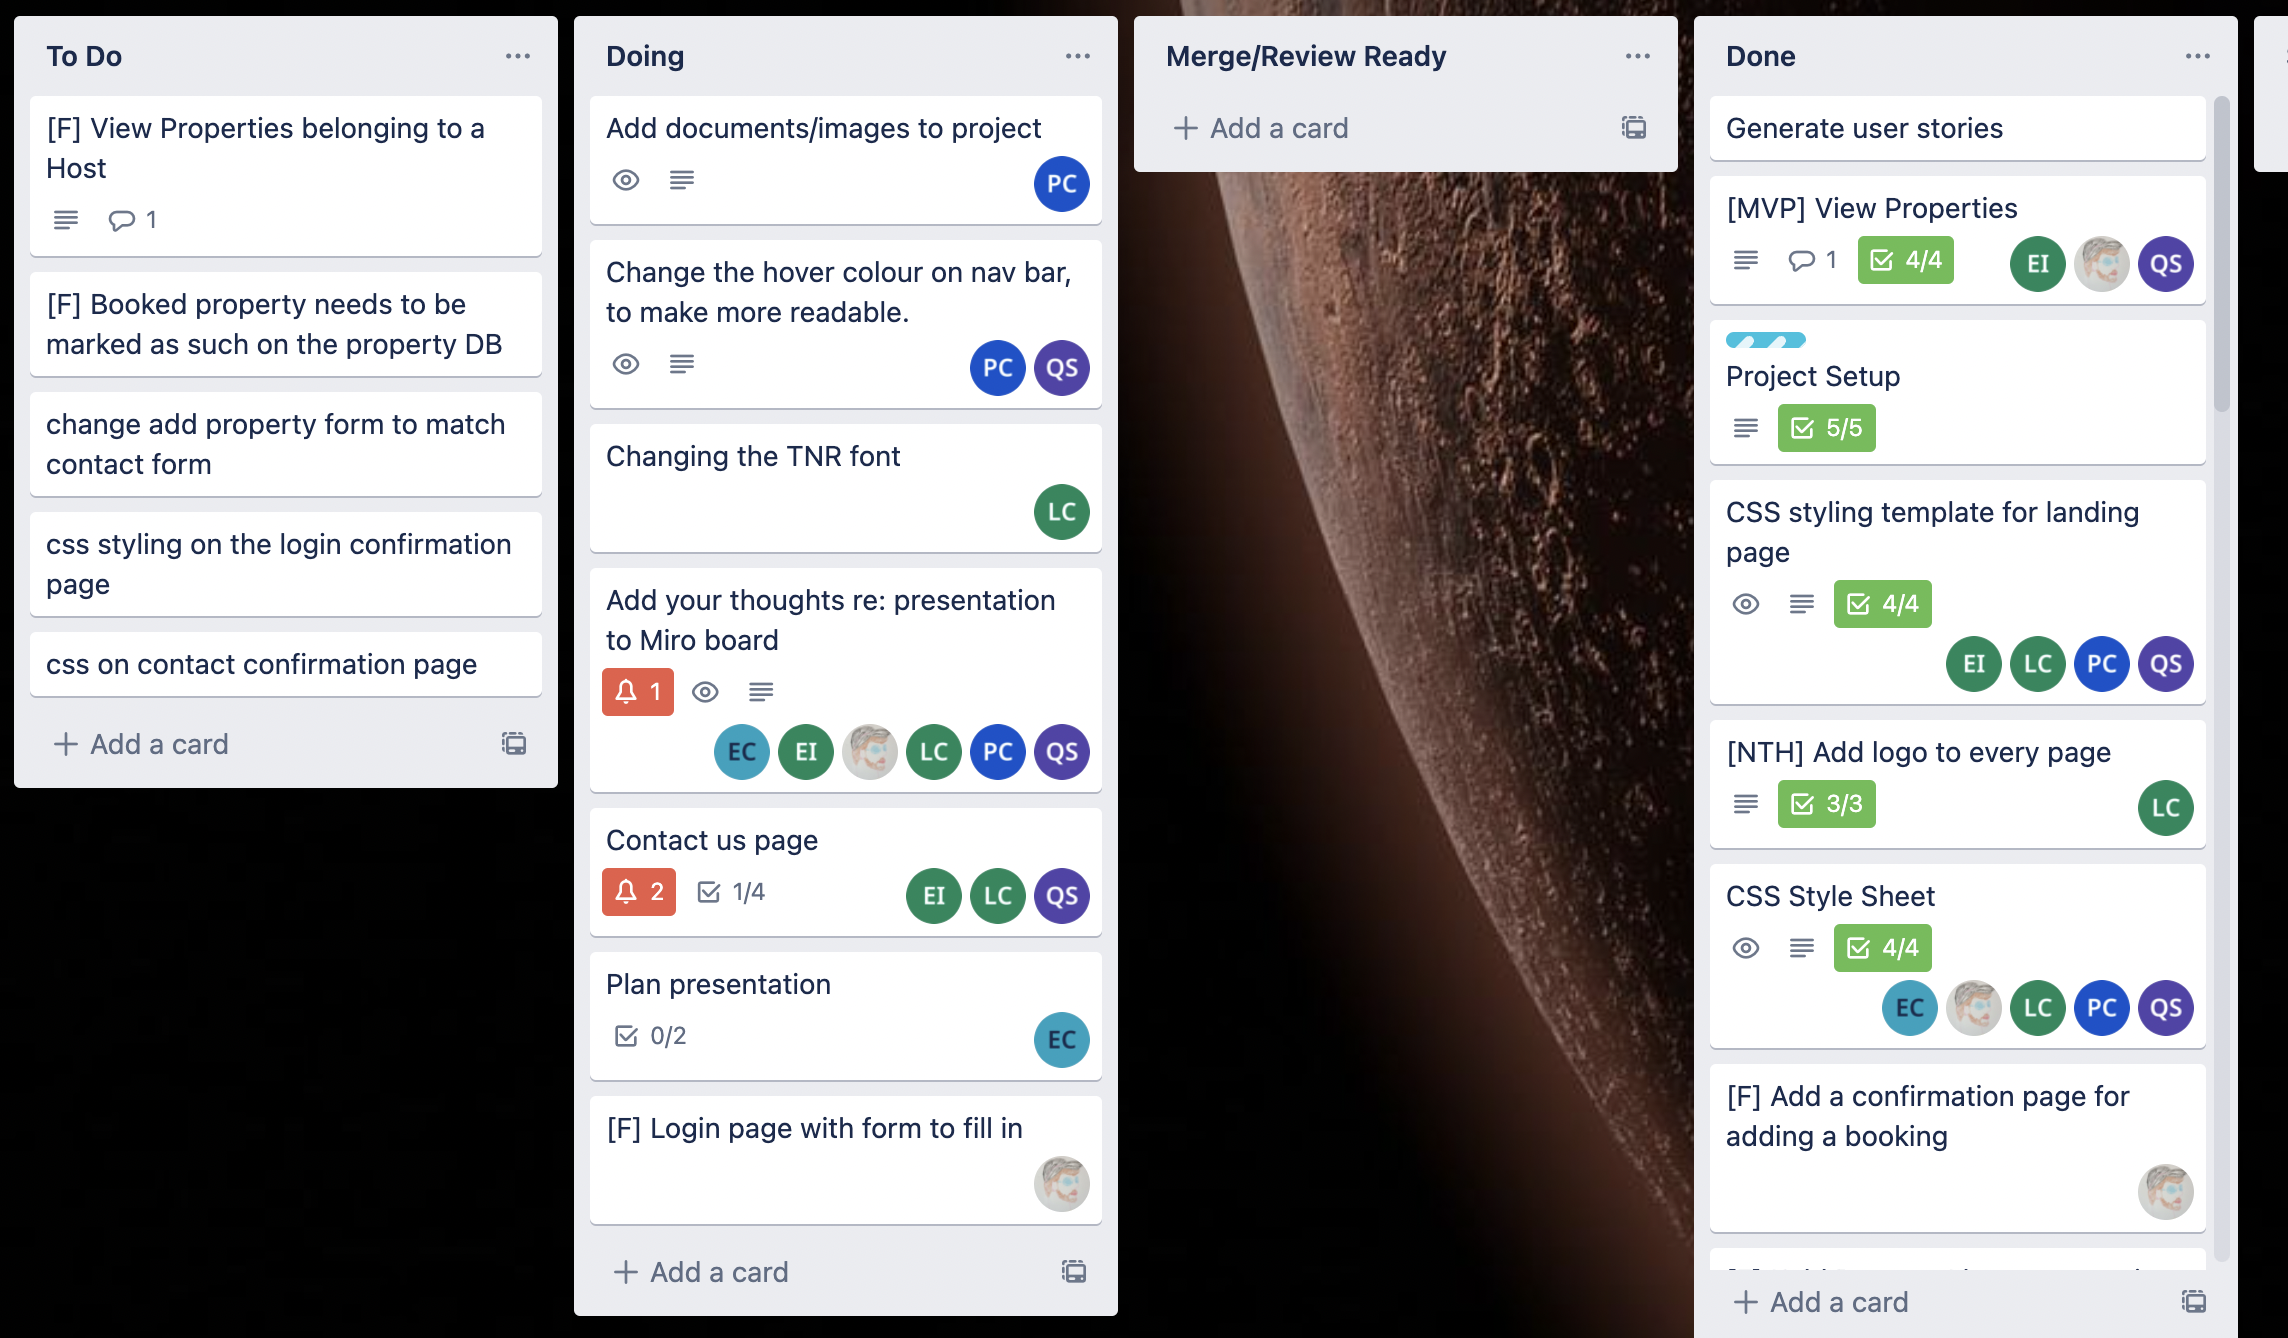 To Do
[F] View Properties belonging to a
Host
1
[F] Booked property needs to be
marked as such on the property DB
change add property form to match
contact form
css styling on the login confirmation
page
css on contact confirmation page
Add a card
Doing
Add documents/images to project
PC
Change the hover colour on nav bar,
to make more readable.
PC QS
Changing the TNR font
LC
Add your thoughts re: presentation
to Miro board
1
EC EI LC PC QS
Contact us page
2 1/4 EI LC QS
Plan presentation
0/2 EC
[F] Login page with form to fill in
Add a card
Merge/Review Ready
Add a card
Done
Generate user stories
[MVP] View Properties
1 4/4 EI QS
Project Setup
5/5
CSS styling template for landing
page
4/4
EI LC PC QS
[NTH] Add logo to every page
3/3 LC
CSS Style Sheet
4/4
EC LC PC QS
[F] Add a confirmation page for
adding a booking
Add a card